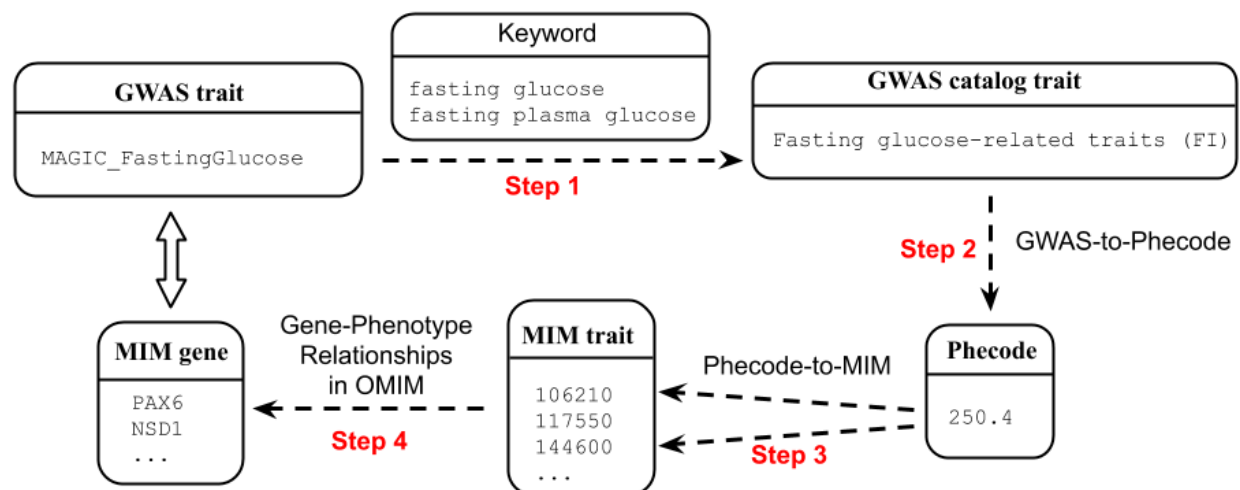 Keyword
fasting glucose
fasting plasma glucose
GWAS trait
MAGIC_FastingGlucose
Step 1
GWAS catalog trait
Fasting glucose-related traits (FI)
Step 2
GWAS-to-Phecode
Phecode
250.4
Phecode-to-MIM
Step 3
MIM trait
106210
117550
144600
...
Gene-Phenotype
Relationships
in OMIM
Step 4
MIM gene
PAX6
NSD1
...